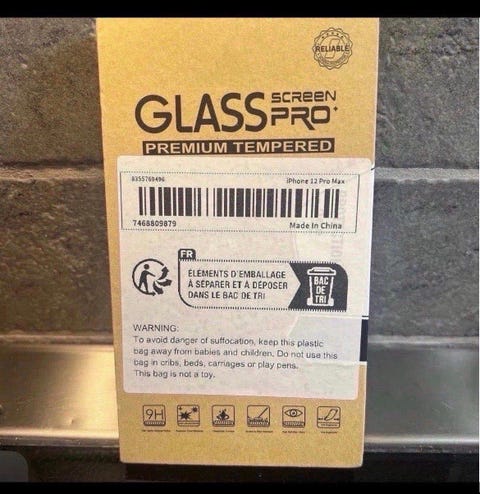 RELIABLE
GLASS SCREEN PRO+
PREMIUM TEMPERED
8355760496 iPhone 12 Pro Max
7468809879 Made In China
FR
ÉLÉMENTS D'EMBALLAGE
À SÉPARER ET À DÉPOSER
DANS LE BAC DE TRI
BAC
DE
TRI
WARNING:
To avoid danger of suffocation, keep this plastic
bag away from babies and children. Do not use this
bag in cribs, beds, carriages or play pens.
This bag is not a toy.
9H